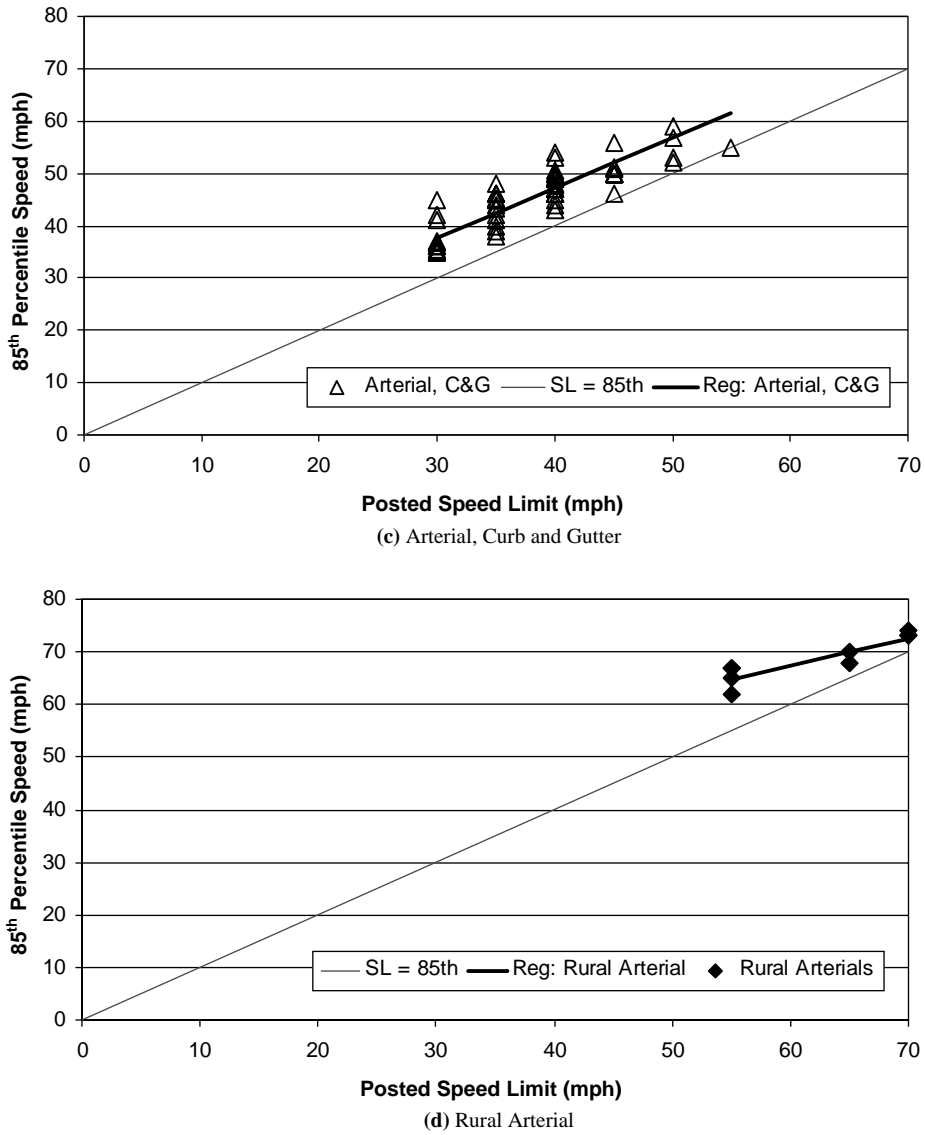 80
70
60
50
40
30
20
10
0
85th Percentile Speed (mph)
Arterial, C&G SL = 85th Reg: Arterial, C&G
0 10 20 30 40 50 60 70
Posted Speed Limit (mph)
(c) Arterial, Curb and Gutter
80
70
60
50
40
30
20
10
0
85th Percentile Speed (mph)
SL = 85th Reg: Rural Arterial Rural Arterials
0 10 20 30 40 50 60 70
Posted Speed Limit (mph)
(d) Rural Arterial